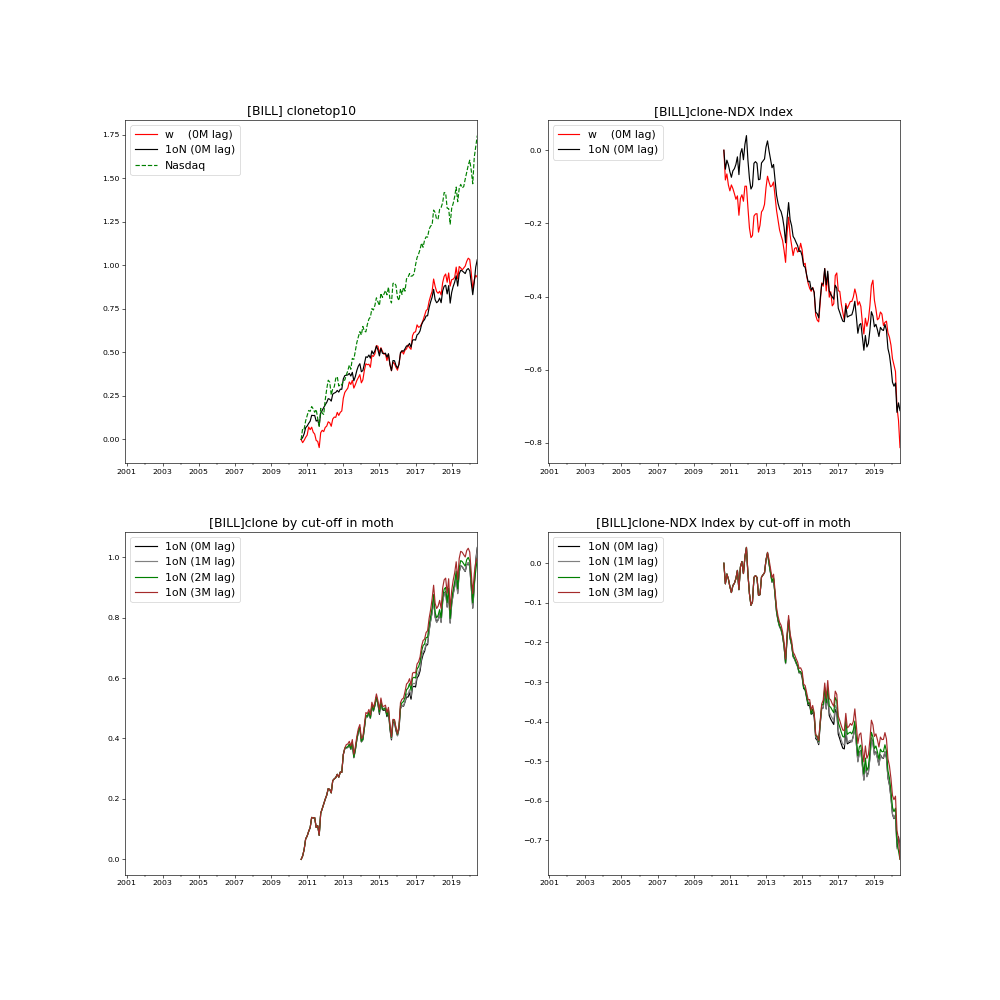 [BILL] clonetop10
w    (0M lag)
1oN (0M lag)
Nasdaq
1.75
1.50
1.25
1.00
0.75
0.50
0.25
0.00
2001 2003 2005 2007 2009 2011 2013 2015 2017 2019
[BILL]clone-NDX Index
w    (0M lag)
1oN (0M lag)
0.0
−0.2
−0.4
−0.6
−0.8
2001 2003 2005 2007 2009 2011 2013 2015 2017 2019
[BILL]clone by cut-off in moth
1oN (0M lag)
1oN (1M lag)
1oN (2M lag)
1oN (3M lag)
1.0
0.8
0.6
0.4
0.2
0.0
2001 2003 2005 2007 2009 2011 2013 2015 2017 2019
[BILL]clone-NDX Index by cut-off in moth
1oN (0M lag)
1oN (1M lag)
1oN (2M lag)
1oN (3M lag)
0.0
−0.1
−0.2
−0.3
−0.4
−0.5
−0.6
−0.7
2001 2003 2005 2007 2009 2011 2013 2015 2017 2019